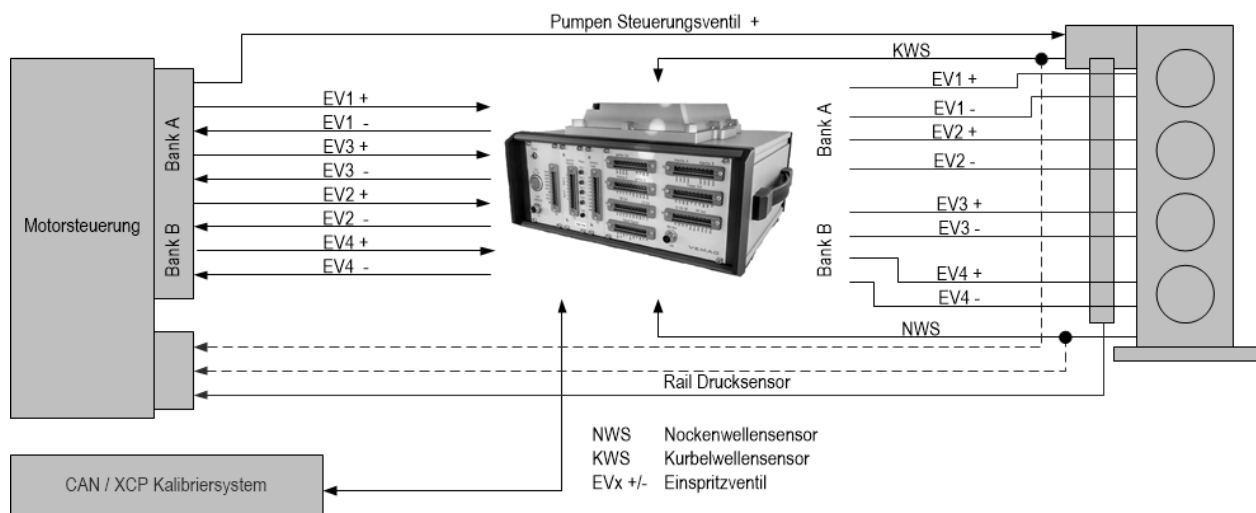 Pumpen Steuerungsventil +
KWS
Motorsteuerung
Bank A
Bank B
EV1 +
EV1 -
EV3 +
EV3 -
EV2 +
EV2 -
EV4 +
EV4 -
VEMAC
Bank A
Bank B
EV1 +
EV1 -
EV2 +
EV2 -
EV3 +
EV3 -
EV4 +
EV4 -
NWS
Rail Drucksensor
NWS Nockenwellensensor
KWS Kurbelwellensensor
EVx +/- Einspritzventil
CAN / XCP Kalibriersystem